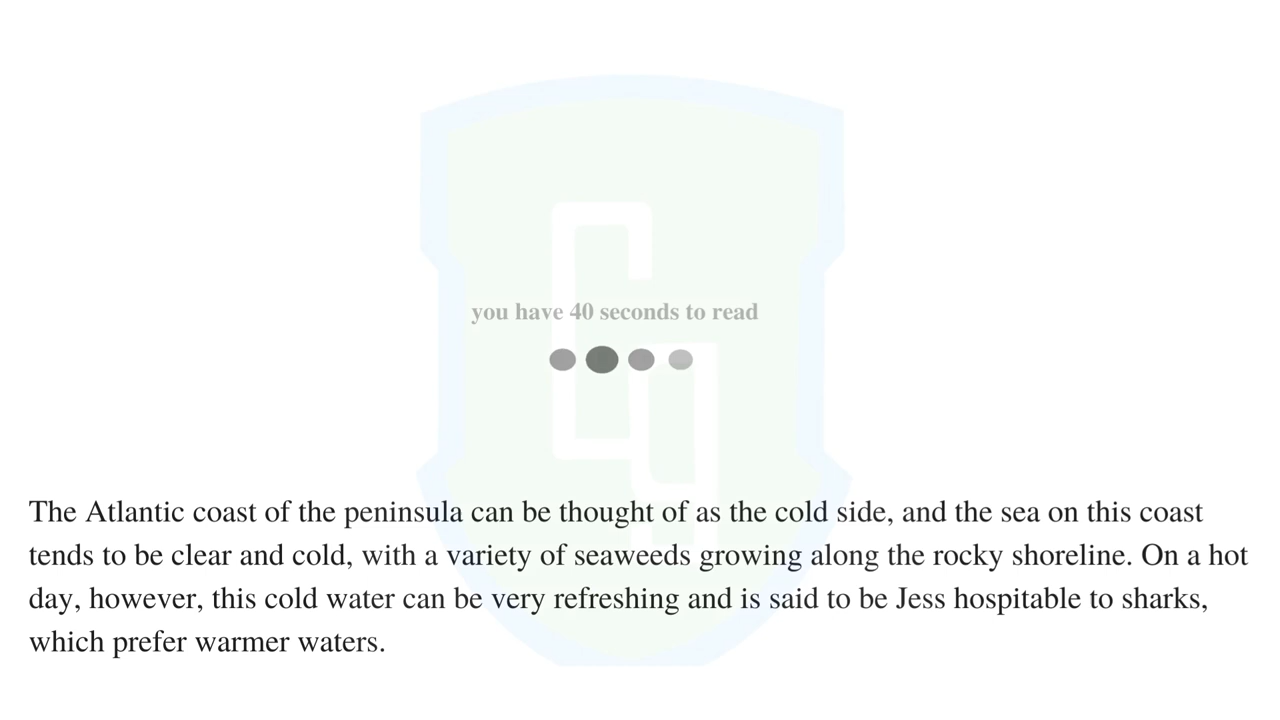 you have 40 seconds to read
The Atlantic coast of the peninsula can be thought of as the cold side, and the sea on this coast
tends to be clear and cold, with a variety of seaweeds growing along the rocky shoreline. On a hot
day, however, this cold water can be very refreshing and is said to be Jess hospitable to sharks,
which prefer warmer waters.